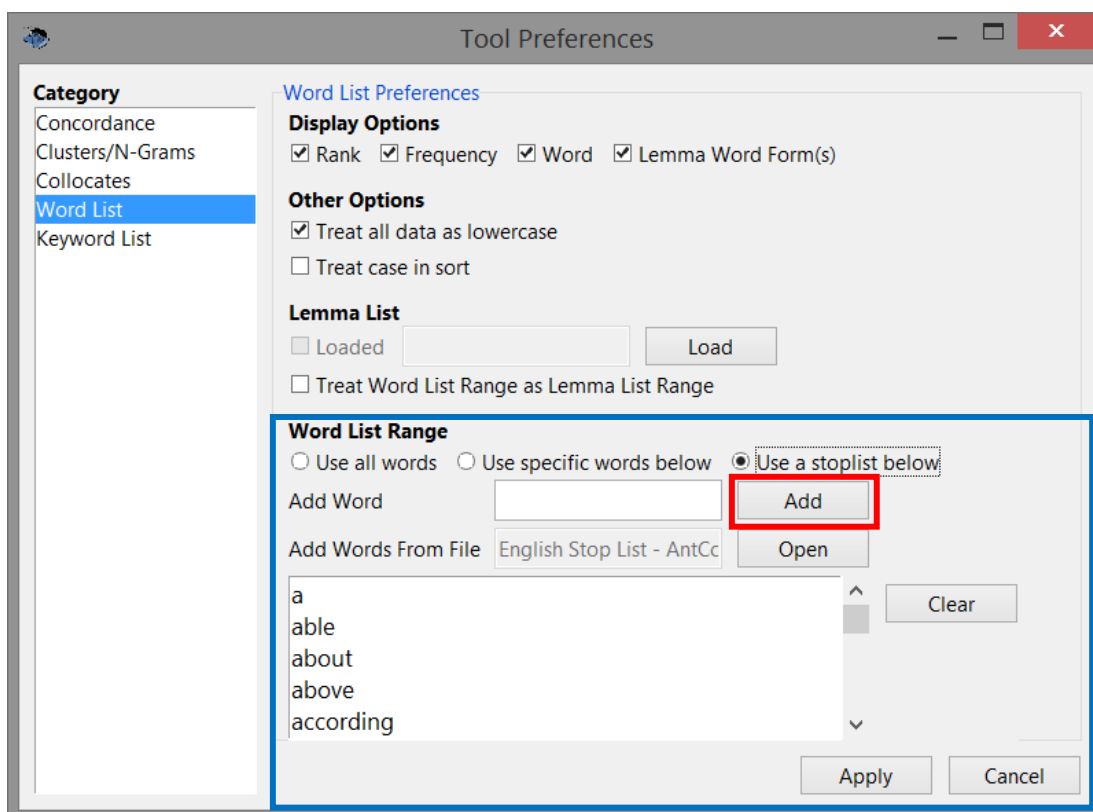 Tool Preferences
Category
Concordance
Clusters/N-Grams
Collocates
Word List
Keyword List
Word List Preferences
Display Options
Rank Frequency Word Lemma Word Form(s)
Other Options
Treat all data as lowercase
Treat case in sort
Lemma List
Loaded Load
Treat Word List Range as Lemma List Range
Word List Range
Use all words Use specific words below Use a stoplist below
Add Word Add
Add Words From File English Stop List - AntCc Open
a
able
about
above
according
Clear
Apply Cancel